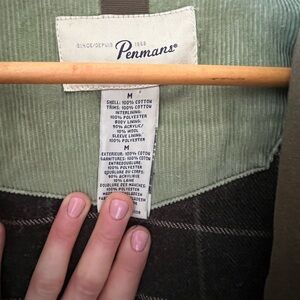 SINCE/DEPUIS 1868
Penmans
M
SHELL: 100% COTTON
TRIMS: 100% COTTON
INTERLINING:
100% POLYESTER
BODY LINING:
90% ACRYLIC/
10% WOOL
SLEEVE LINING:
100% POLYESTER
M
EXTERIEUR: 100% COTON
GARNITURES: 100% COTON
ENTREDOUBLURE:
100% POLYESTER
DOUBLURE DU CORPS:
90% ACRYLIQUE
10% LAINE
DOUBLURE DES MANCHES:
100% POLYESTER
MADE